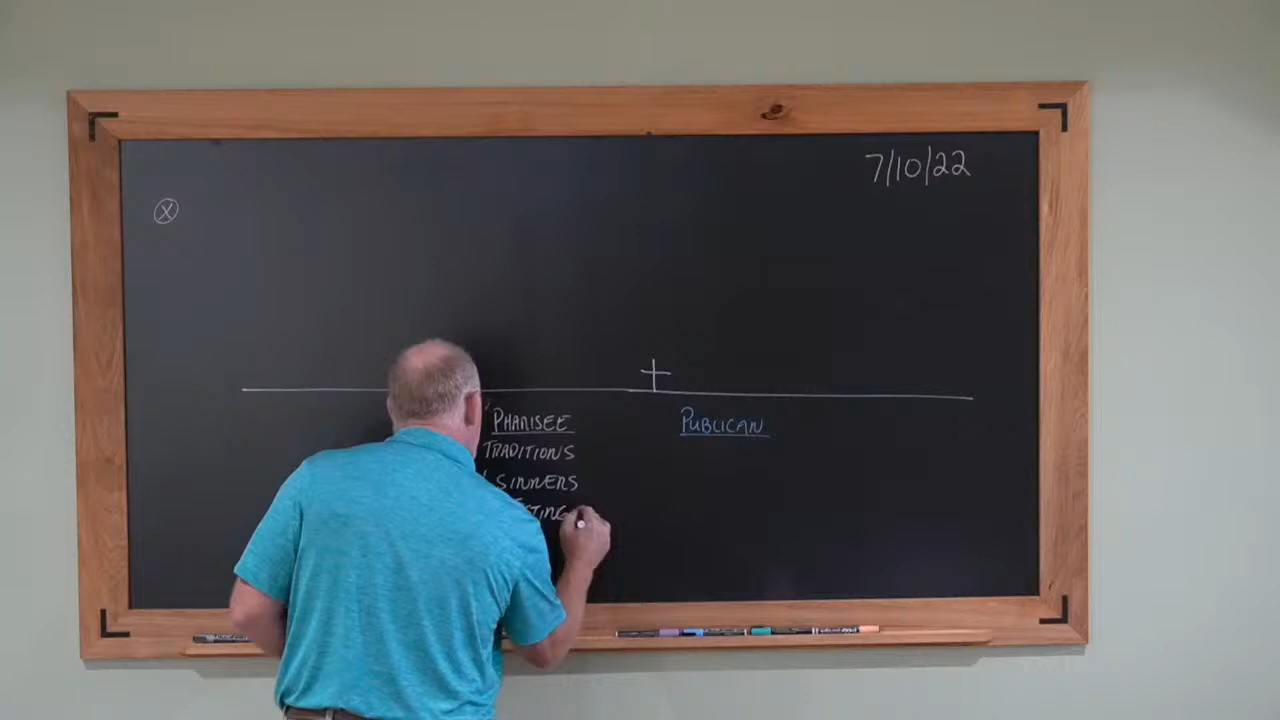 7/10/22
X
PHARISEE
PUBLICAN
TRADITIONS
SINNERS